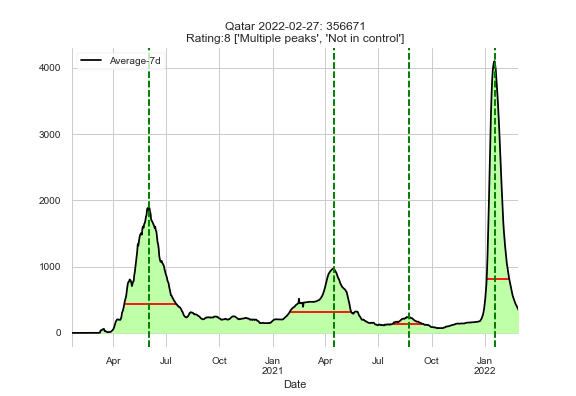 Qatar 2022-02-27: 356671
Rating:8 ['Multiple peaks', 'Not in control']
Average-7d
4000
3000
2000
1000
0
Apr Jul Oct Jan Apr Jul Oct Jan
2021 2022
Date